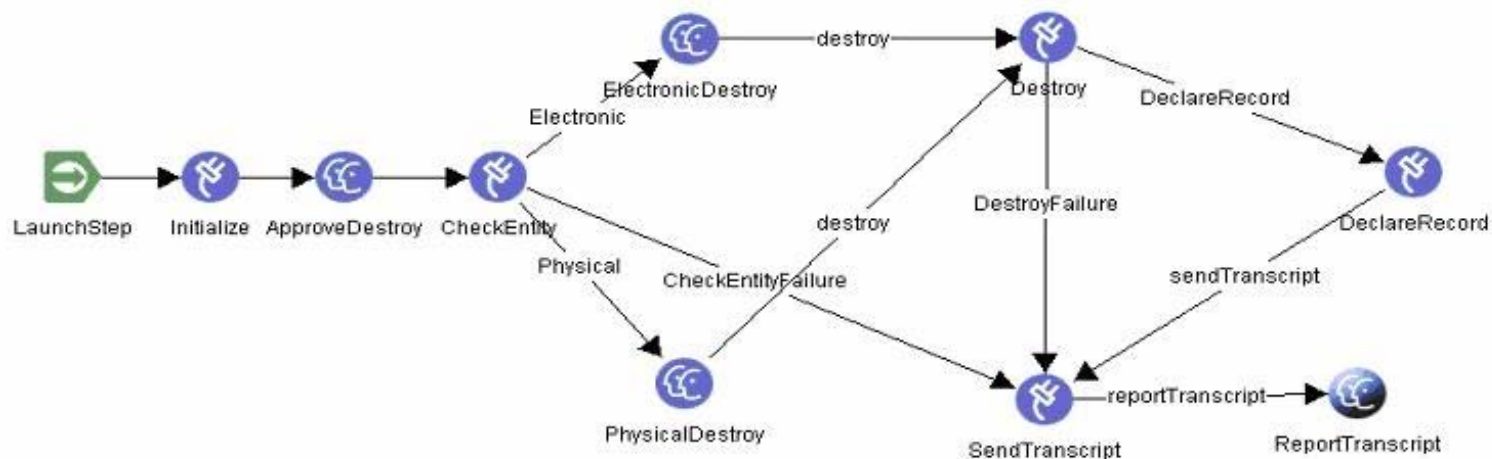 destroy
ElectronicDestroy
Destroy
DeclareRecord
Electronic
LaunchStep
Initialize
ApproveDestroy
CheckEntity
destroy
DestroyFailure
DeclareRecord
Physical
CheckEntityFailure
sendTranscript
PhysicalDestroy
SendTranscript
reportTranscript
ReportTranscript